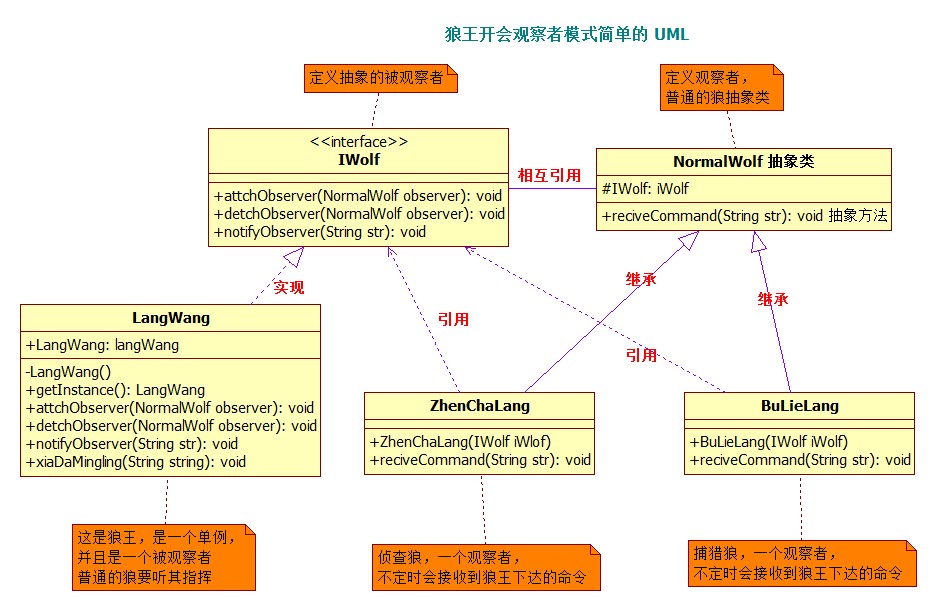 狼王开会观察者模式简单的 UML
定义抽象的被观察者
定义观察者，
普通的狼抽象类
<<interface>>
IWolf
+attchObserver(NormalWolf observer): void
+detchObserver(NormalWolf observer): void
+notifyObserver(String str): void
相互引用
NormalWolf 抽象类
#IWolf: iWolf
+reciveCommand(String str): void 抽象方法
实现
引用
继承
引用
继承
LangWang
+LangWang: langWang
-LangWang()
+getInstance(): LangWang
+attchObserver(NormalWolf observer): void
+detchObserver(NormalWolf observer): void
+notifyObserver(String str): void
+xiaDaMingling(String string): void
ZhenChaLang
+ZhenChaLang(IWolf iWlof)
+reciveCommand(String str): void
BuLieLang
+BuLieLang(IWolf iWolf)
+reciveCommand(String str): void
这是狼王，是一个单例，
并且是一个被观察者
普通的狼要听其指挥
侦查狼，一个观察者，
不定时会接收到狼王下达的命令
捕猎狼，一个观察者，
不定时会接收到狼王下达的命令